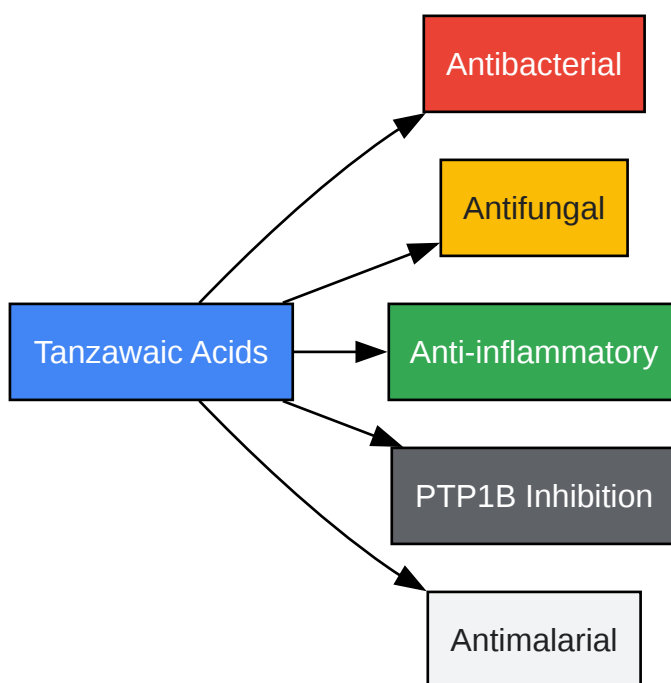 Antibacterial
Antifungal
Tanzawaic Acids
Anti-inflammatory
PTP1B Inhibition
Antimalarial